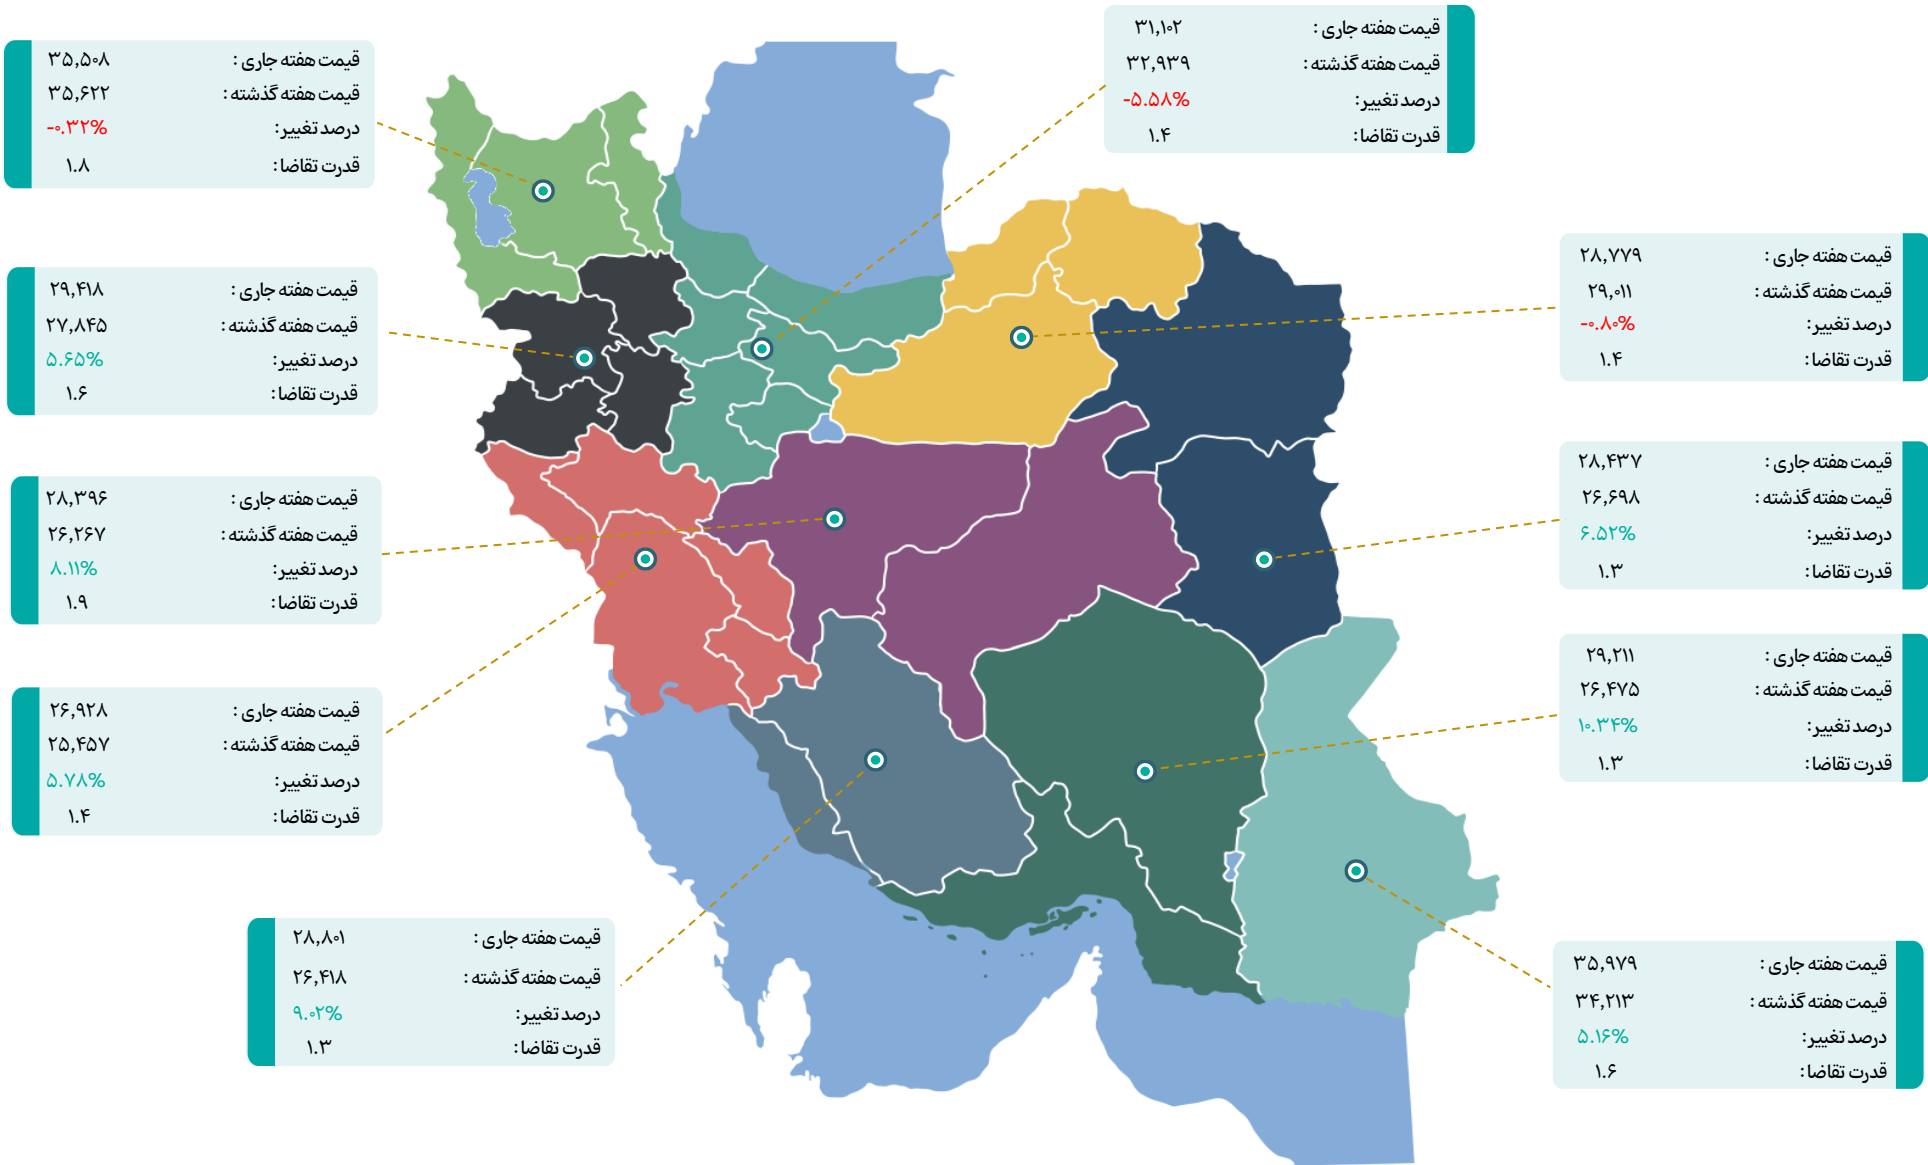 قیمت هفته جاری : ۳۱,۱۰۲
قیمت هفته گذشته : ۳۲,۹۳۹
درصد تغییر: -۵.۵۸%
قدرت تقاضا: ۱.۴
قیمت هفته جاری : ۳۵,۵۰۸
قیمت هفته گذشته : ۳۵,۶۲۲
درصد تغییر: -۰.۳۲%
قدرت تقاضا: ۱.۸
قیمت هفته جاری : ۲۸,۷۷۹
قیمت هفته گذشته : ۲۹,۰۱۱
درصد تغییر: -۰.۸۰%
قدرت تقاضا: ۱.۴
قیمت هفته جاری : ۲۹,۴۱۸
قیمت هفته گذشته : ۲۷,۸۴۵
درصد تغییر: ۵.۶۵%
قدرت تقاضا: ۱.۶
قیمت هفته جاری : ۲۸,۴۳۷
قیمت هفته گذشته : ۲۶,۶۹۸
درصد تغییر: ۶.۵۲%
قدرت تقاضا: ۱.۳
قیمت هفته جاری : ۲۸,۳۹۶
قیمت هفته گذشته : ۲۶,۲۶۷
درصد تغییر: ۸.۱۱%
قدرت تقاضا: ۱.۹
قیمت هفته جاری : ۲۹,۲۱۱
قیمت هفته گذشته : ۲۶,۴۷۵
درصد تغییر: ۱۰.۳۴%
قدرت تقاضا: ۱.۳
قیمت هفته جاری : ۲۶,۹۲۸
قیمت هفته گذشته : ۲۵,۴۵۷
درصد تغییر: ۵.۷۸%
قدرت تقاضا: ۱.۴
قیمت هفته جاری : ۳۵,۹۷۹
قیمت هفته گذشته : ۳۴,۲۱۳
درصد تغییر: ۵.۱۶%
قدرت تقاضا: ۱.۶
قیمت هفته جاری : ۲۸,۸۰۱
قیمت هفته گذشته : ۲۶,۴۱۸
درصد تغییر: ۹.۰۲%
قدرت تقاضا: ۱.۳